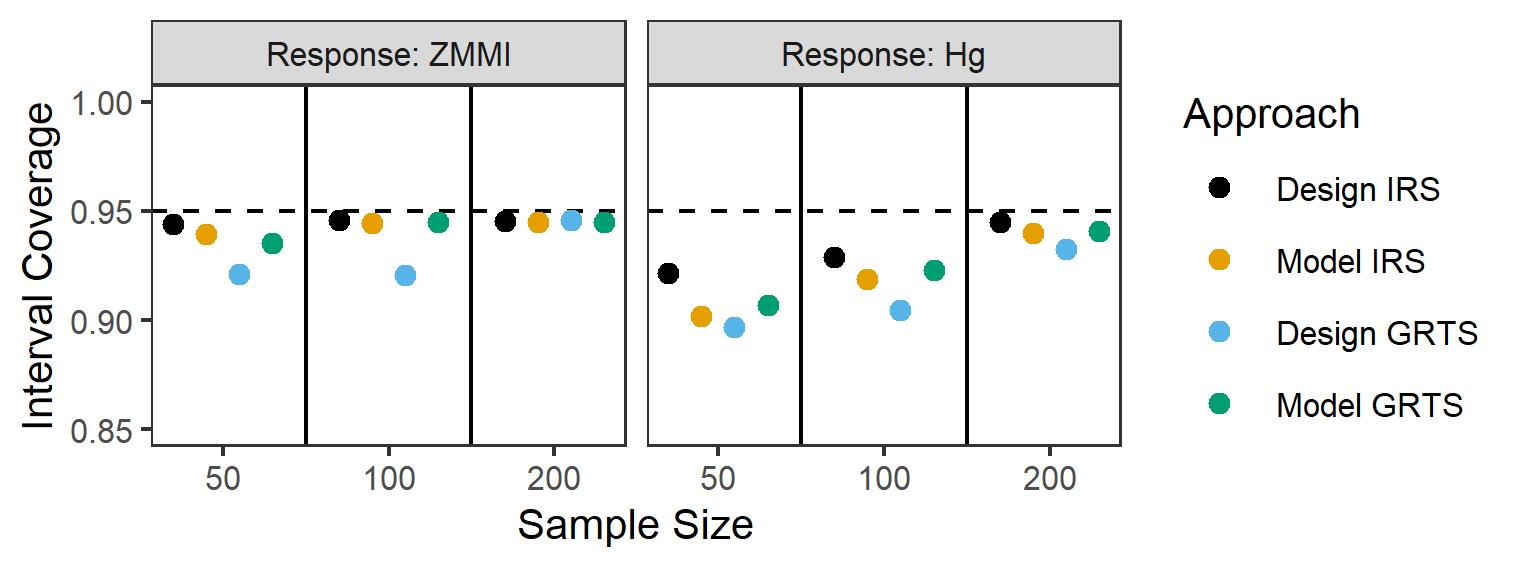 Response: ZMMI
Response: Hg
Interval Coverage
1.00
0.95
0.90
0.85
50
100
200
50
100
200
Sample Size
Approach
Design IRS
Model IRS
Design GRTS
Model GRTS